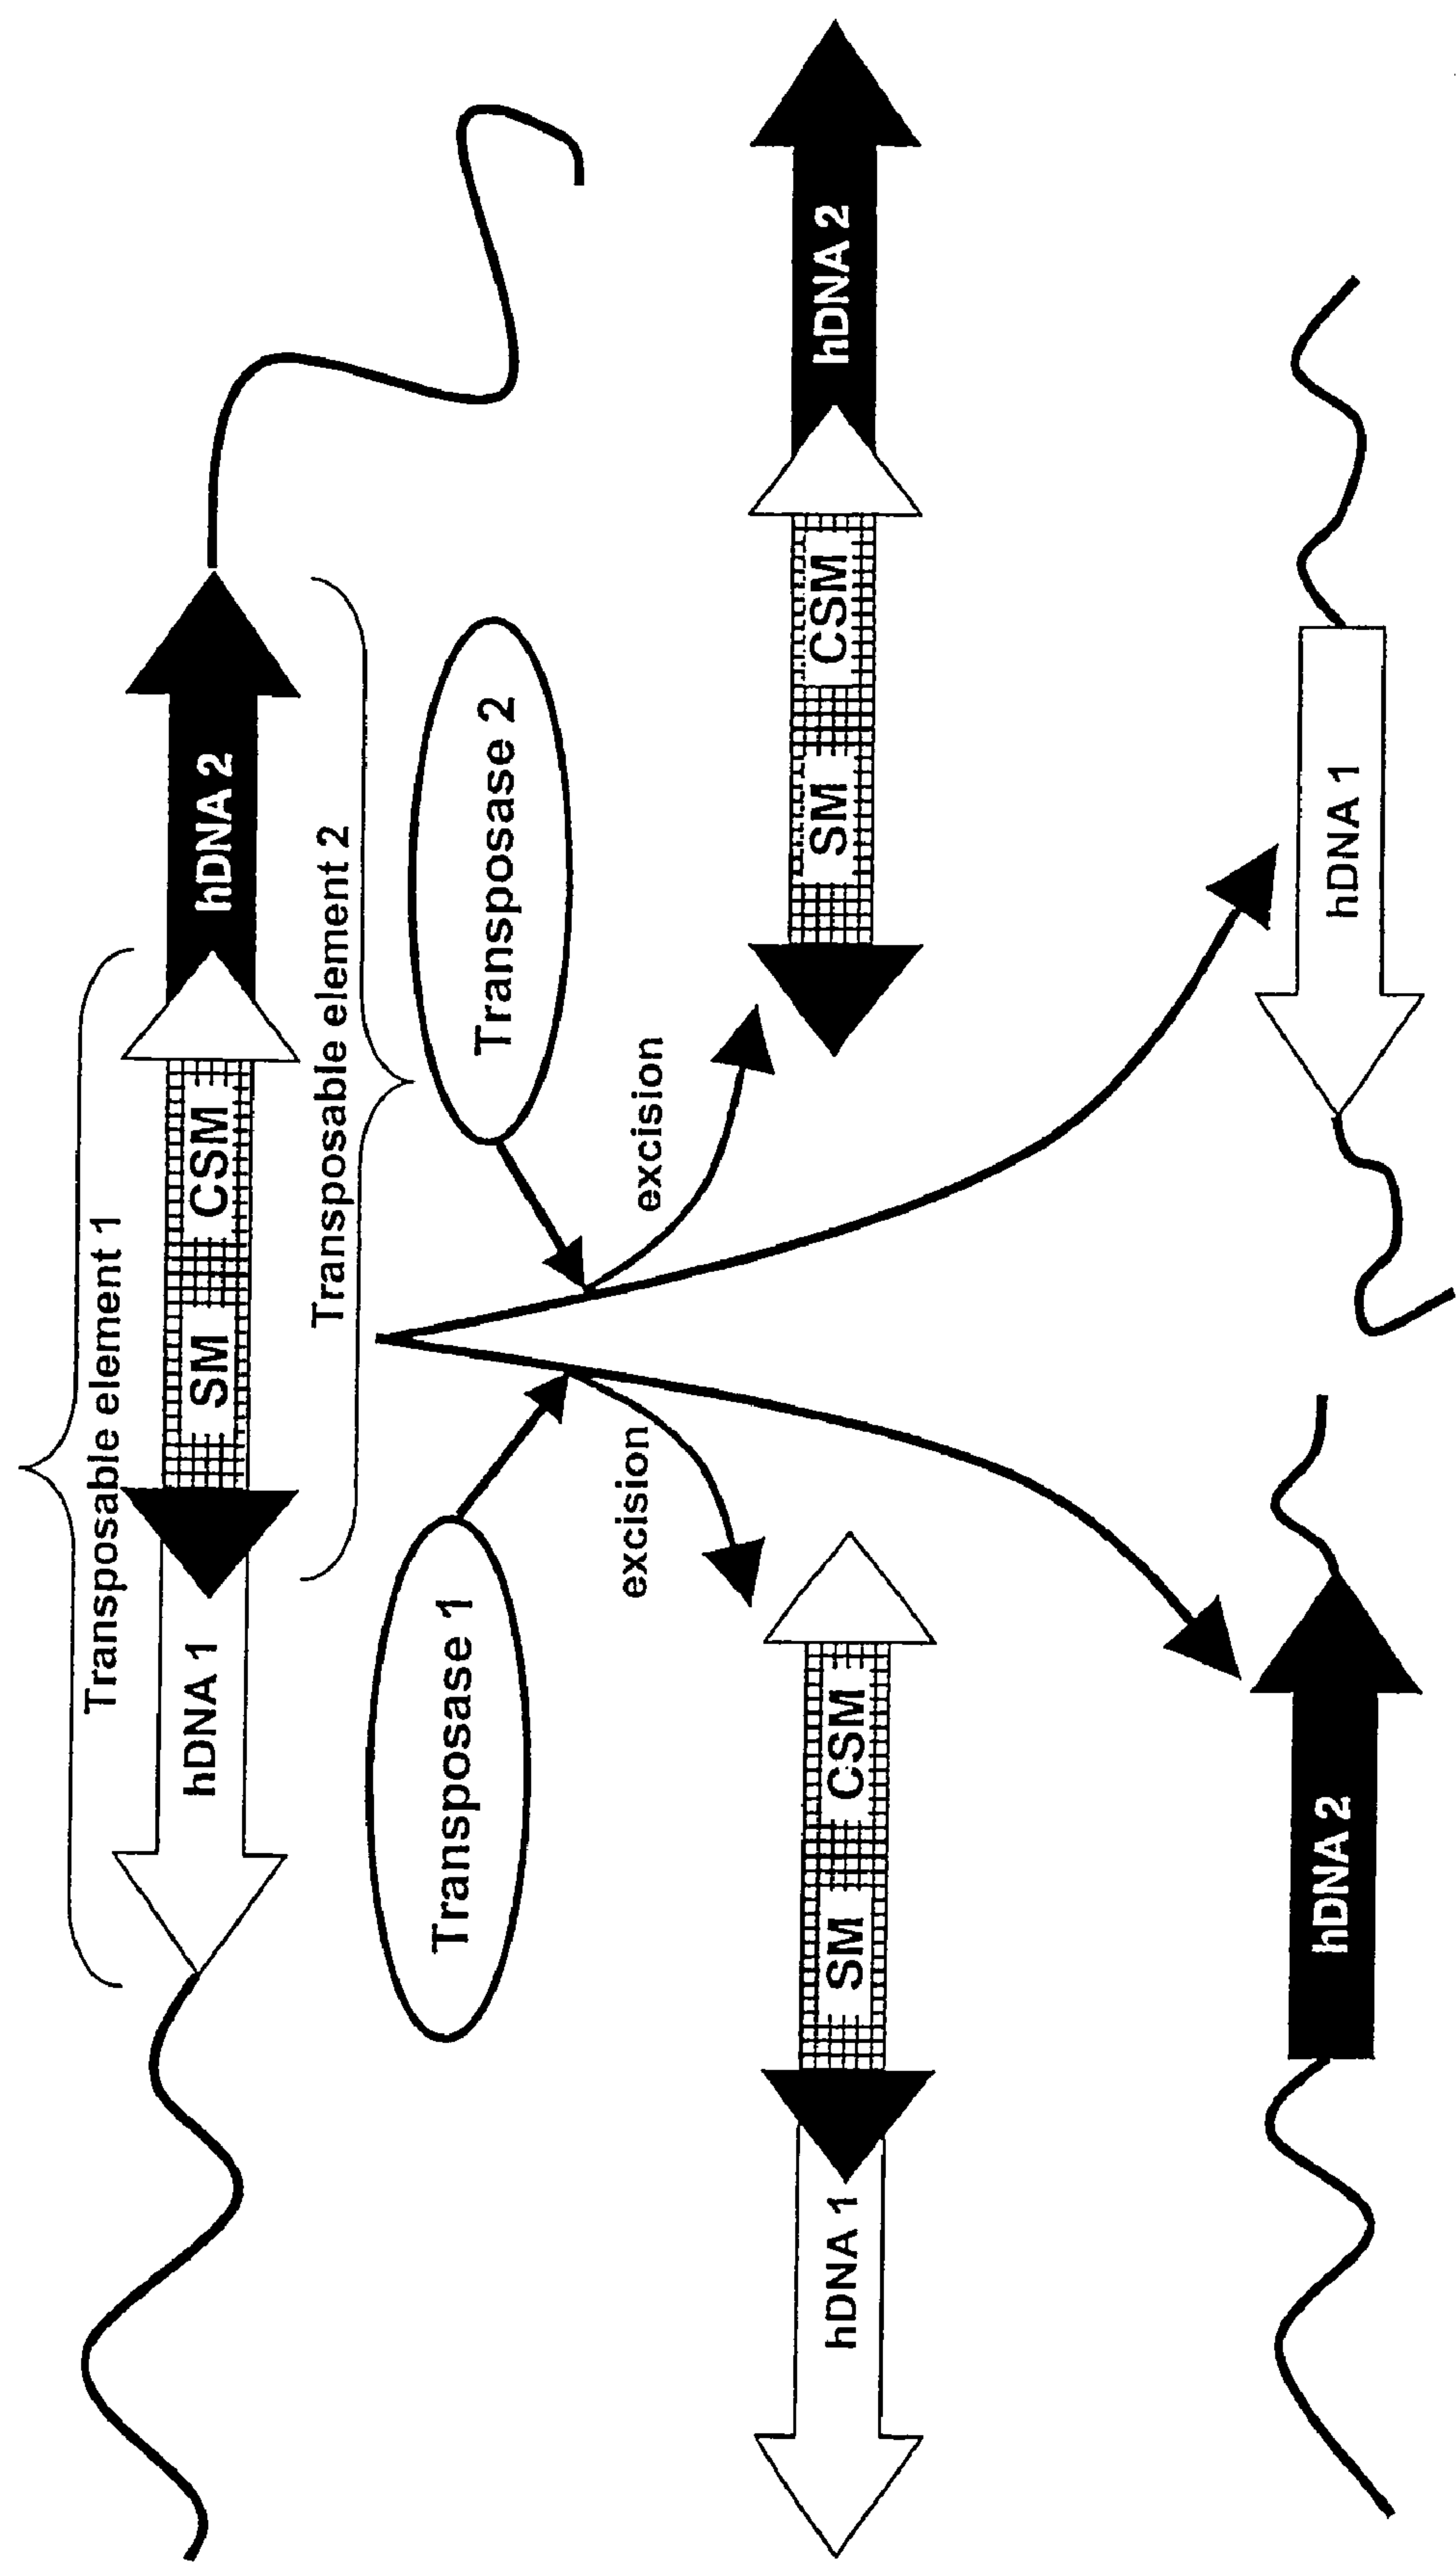 Transposable element 1
hDNA 1
SM
CSM
hDNA 2
Transposable element 2
Transposase 1
Transposase 2
excision
excision
hDNA 1
SM
CSM
SM
CSM
hDNA 2
hDNA 2
hDNA 1